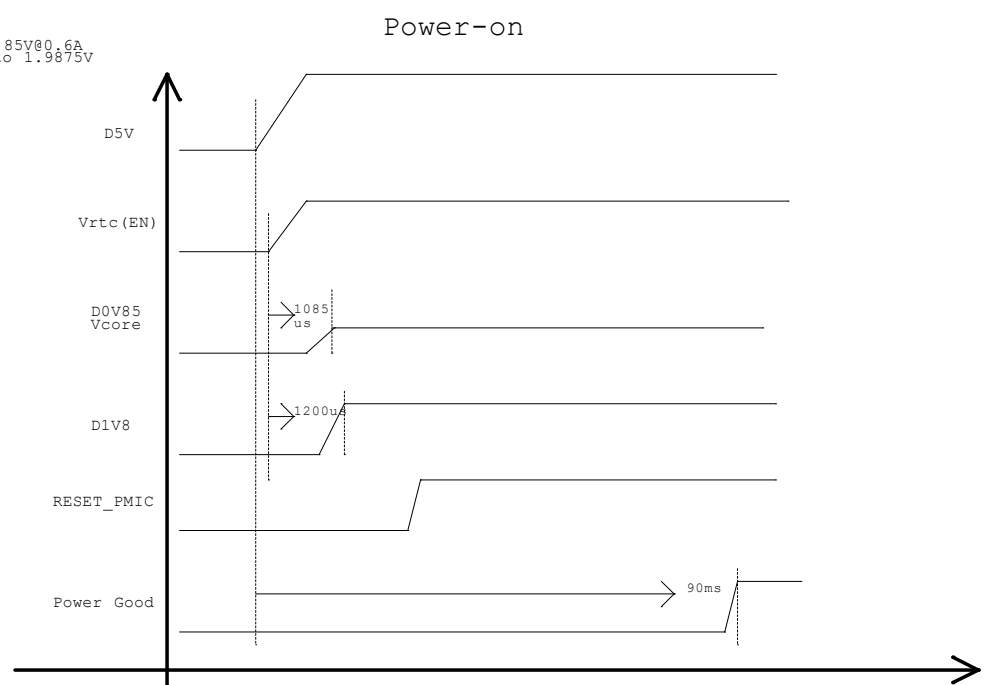 Power-on
85V@0.6A
o 1.9875V
D5V
Vrtc(EN)
D0V85
Vcore
1085
us
D1V8
1200us
RESET_PMIC
Power Good
90ms